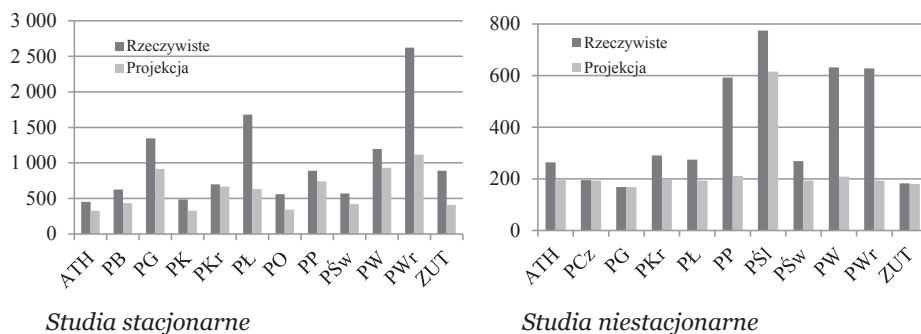 3 000
2 500
2 000
1 500
1 000
500
0
Rzeczywiste
Projekcja
ATH
PB
PG
PK
PKr
PŁ
PO
PP
PŚw
PW
PWr
ZUT
Studia stacjonarne
800
600
400
200
0
Rzeczywiste
Projekcja
ATH
PCz
PG
PKr
PŁ
PP
PŚl
PŚw
PW
PWr
ZUT
Studia niestacjonarne